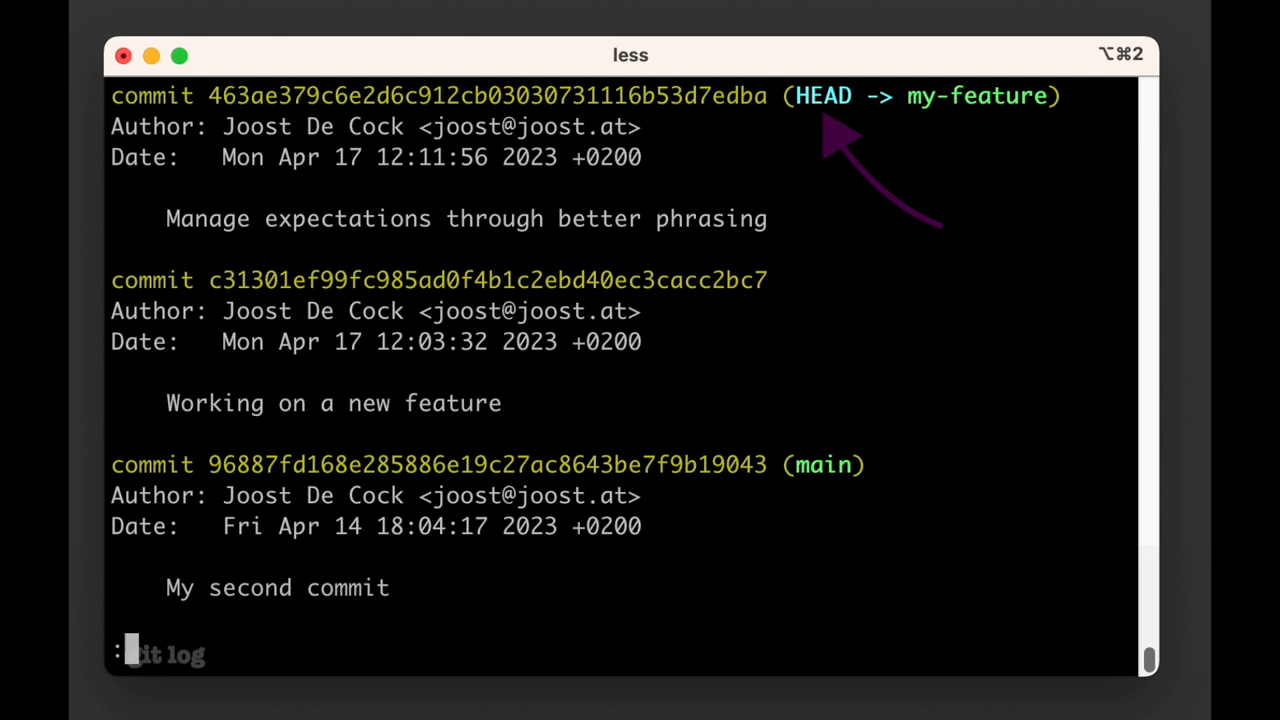 less
⌥⌘2
commit 463ae379c6e2d6c912cb03030731116b53d7edba (HEAD -> my-feature)
Author: Joost De Cock <joost@joost.at>
Date:   Mon Apr 17 12:11:56 2023 +0200
Manage expectations through better phrasing
commit c31301ef99fc985ad0f4b1c2ebd40ec3cacc2bc7
Author: Joost De Cock <joost@joost.at>
Date:   Mon Apr 17 12:03:32 2023 +0200
Working on a new feature
commit 96887fd168e285886e19c27ac8643be7f9b19043 (main)
Author: Joost De Cock <joost@joost.at>
Date:   Fri Apr 14 18:04:17 2023 +0200
My second commit
:git log